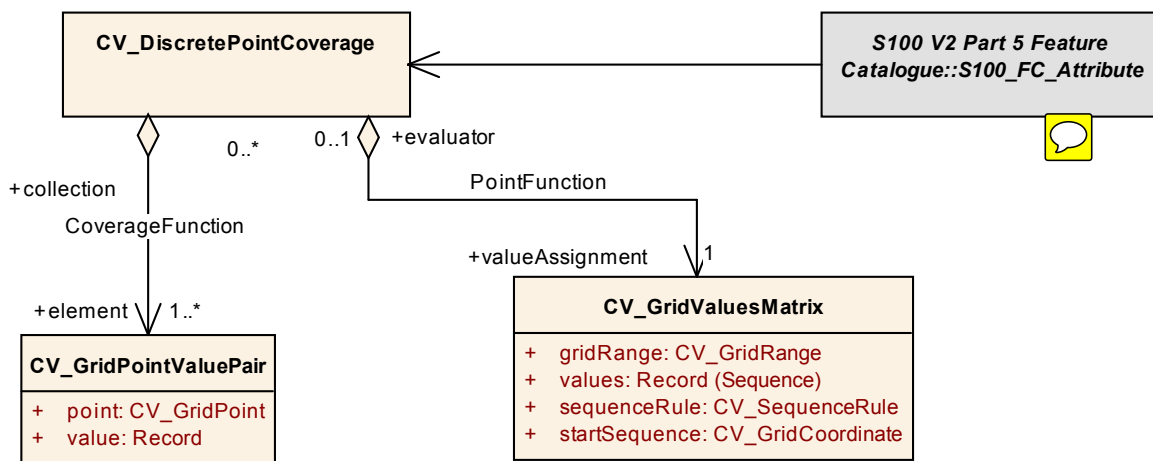 CV_DiscretePointCoverage
S100 V2 Part 5 Feature
Catalogue::S100_FC_Attribute
0..*
0..1
+evaluator
+collection
PointFunction
CoverageFunction
+valueAssignment
1
+element
1..*
CV_GridPointValuePair
+ point: CV_GridPoint
+ value: Record
CV_GridValuesMatrix
+ gridRange: CV_GridRange
+ values: Record (Sequence)
+ sequenceRule: CV_SequenceRule
+ startSequence: CV_GridCoordinate